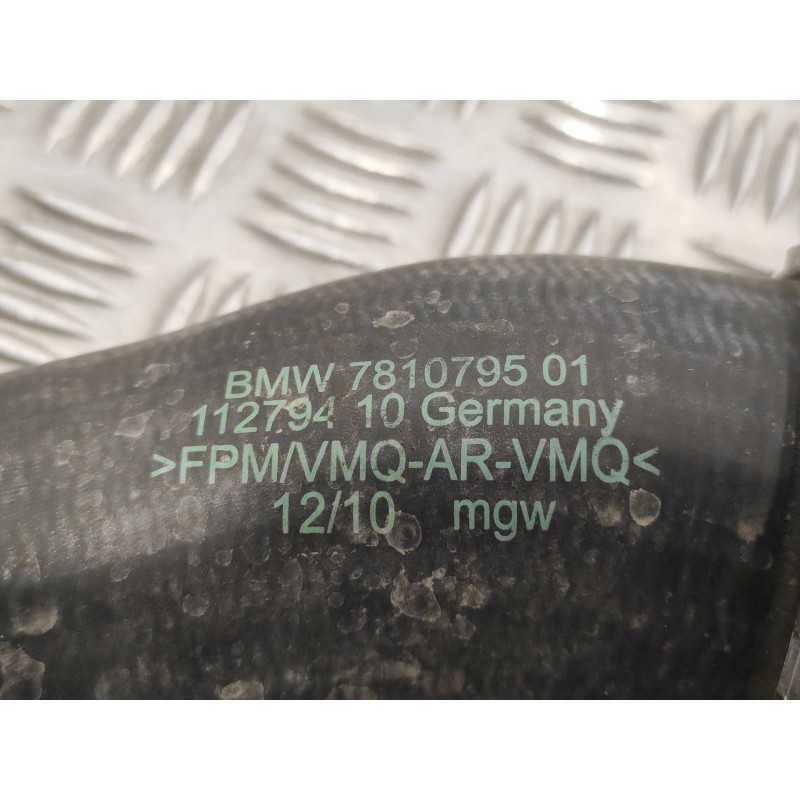 BMW 7810795 01
112794 10 Germany
>FPM/VMQ-AR-VMQ<
12/10 mgw